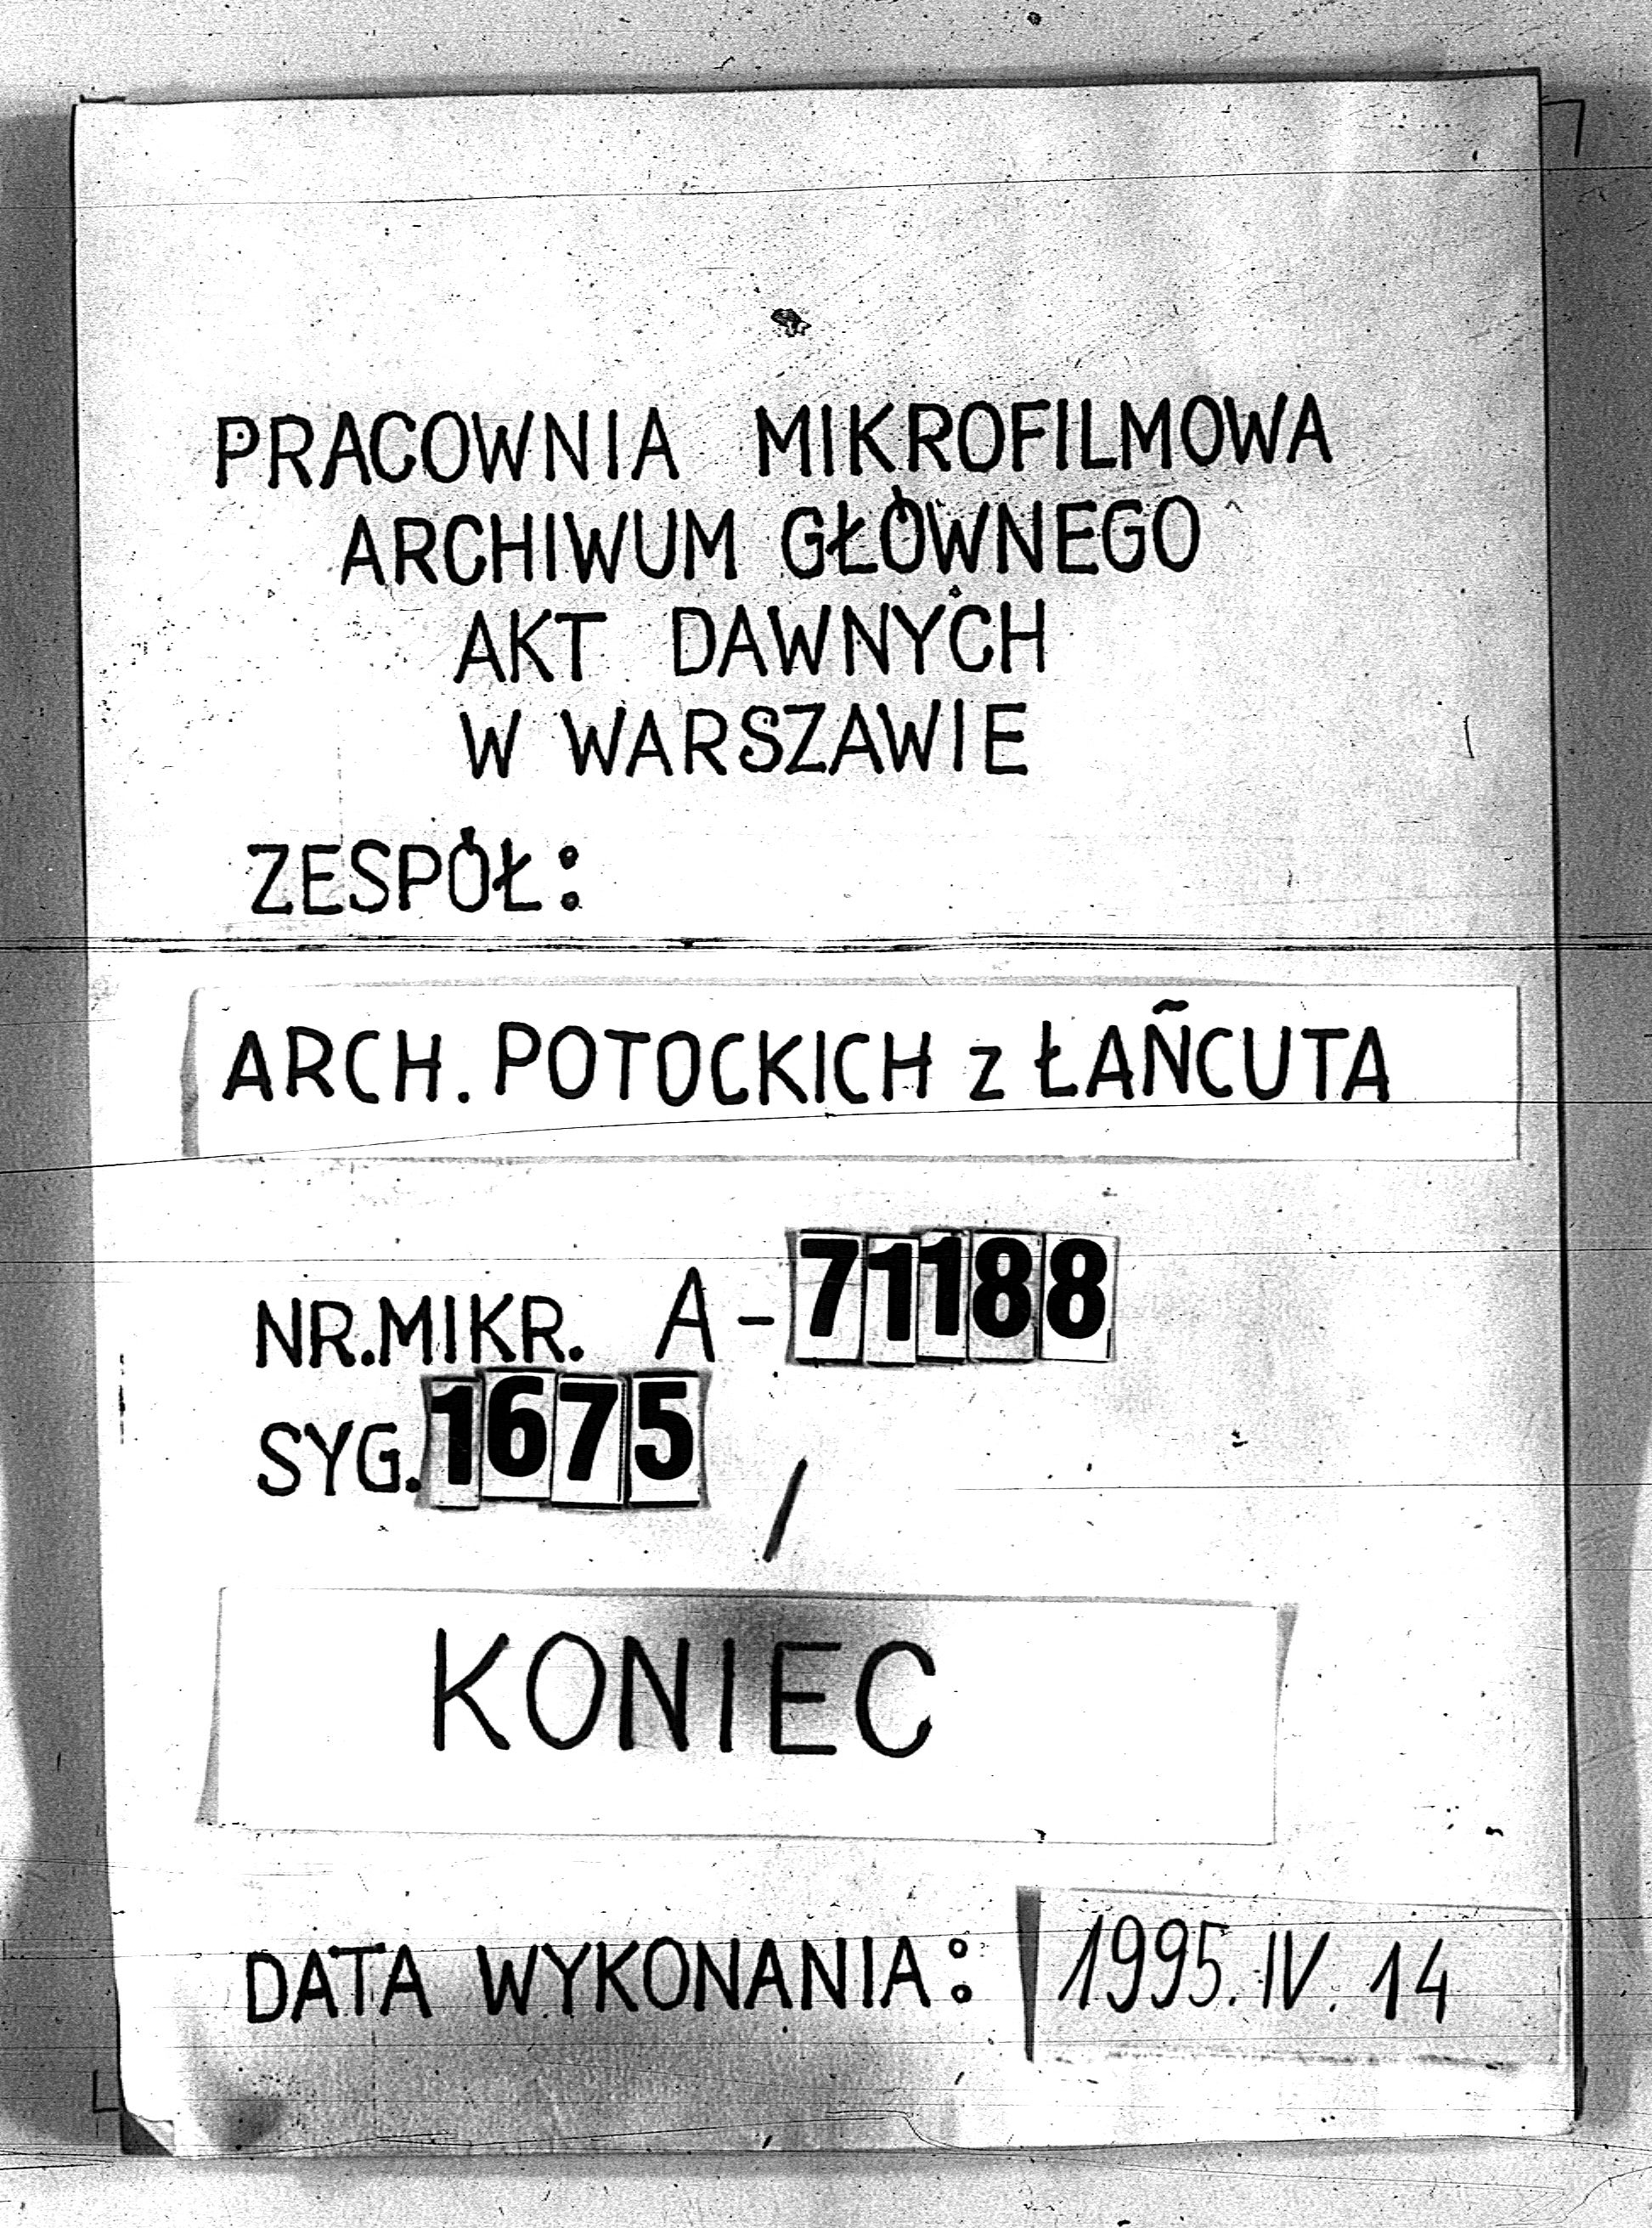 PRACOWNIA MIKROFILMOWA
ARCHIWUM GŁÓWNEGO
AKT DAWNYCH
W WARSZAWIE
ZESPÓŁ:
ARCH. POTOCKICH z ŁAÑCUTA
NR.MIKR. A-71188
SYG.1675 /
KONIEC
DATA WYKONANIA: 1995.IV.14